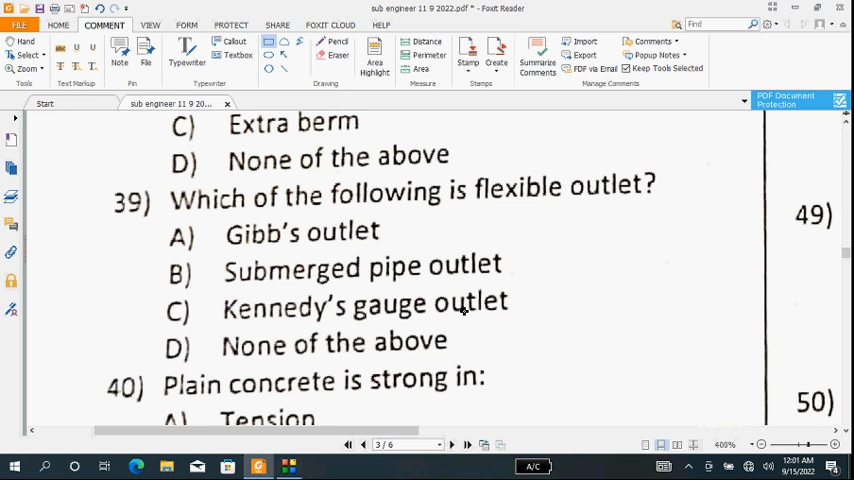 sub engineer 11 9 2022.pdf * - Foxit Reader
FILE HOME COMMENT VIEW FORM PROTECT SHARE FOXIT CLOUD HELP
Find
Hand
Select
Zoom
Tools
Text Markup
Note
File
Pin
Typewriter
Callout
Textbox
Typewriter
Pencil
Eraser
Drawing
Area
Highlight
Distance
Perimeter
Area
Measure
Stamp
Create
Stamps
Summarize
Comments
Import
Export
FDF via Email
Comments
Popup Notes
Keep Tools Selected
Manage Comments
Start
sub engineer 11 9 20...
PDF Document
Protection
C) Extra berm
D) None of the above
39) Which of the following is flexible outlet?
A) Gibb's outlet
B) Submerged pipe outlet
C) Kennedy's gauge outlet
D) None of the above
40) Plain concrete is strong in:
A) Tension
49)
50)
3 / 6
400%
A/C
12:01 AM
9/15/2022
4